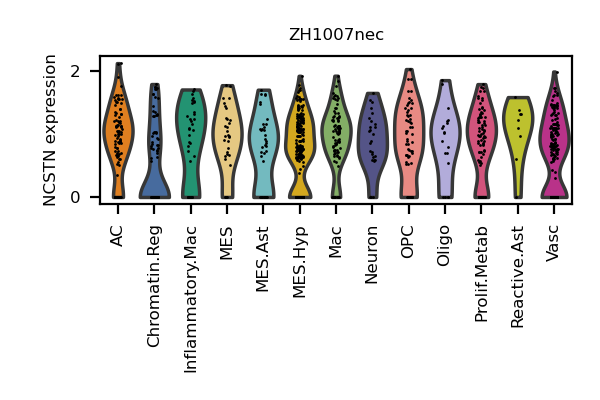 ZH1007nec
NCSTN expression
2
0
AC
Chromatin.Reg
Inflammatory.Mac
MES
MES.Ast
MES.Hyp
Mac
Neuron
OPC
Oligo
Prolif.Metab
Reactive.Ast
Vasc